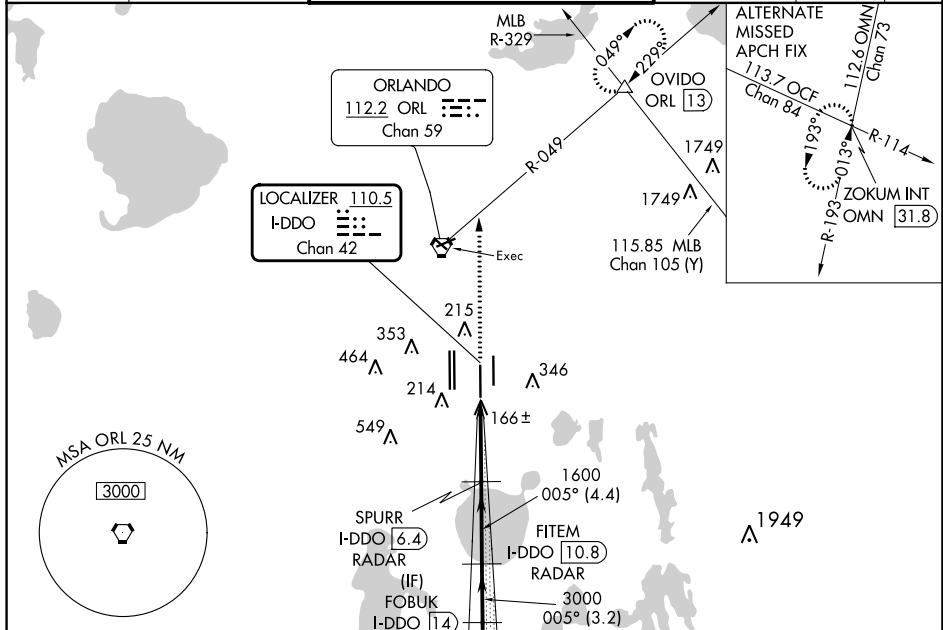 MLB
R-329
049°
229°
OVIDO
ORL 13
ALTERNATE
MISSED
APCH FIX
112.6 OMN
Chan 73
113.7 OCF
Chan 84
193°
013°
R-114
R-193
ZOKUM INT
OMN 31.8
ORLANDO
112.2 ORL
Chan 59
R-049
1749
1749
LOCALIZER 110.5
I-DDO
Chan 42
Exec
115.85 MLB
Chan 105 (Y)
215
353
464
346
214
166±
549
MSA ORL 25 NM
3000
1600
005° (4.4)
SPURR
I-DDO 6.4
RADAR
FITEM
I-DDO 10.8
RADAR
1949
(IF)
FOBUK
I-DDO 14
3000
005° (3.2)